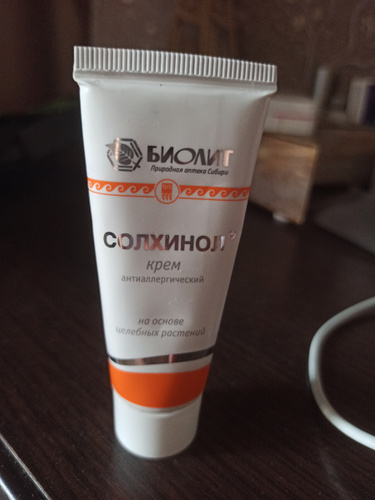 БИОЛИТ
Природная аптека Сибири
СОЛХИНОЛ
крем
антиаллергический
на основе
целебных растений